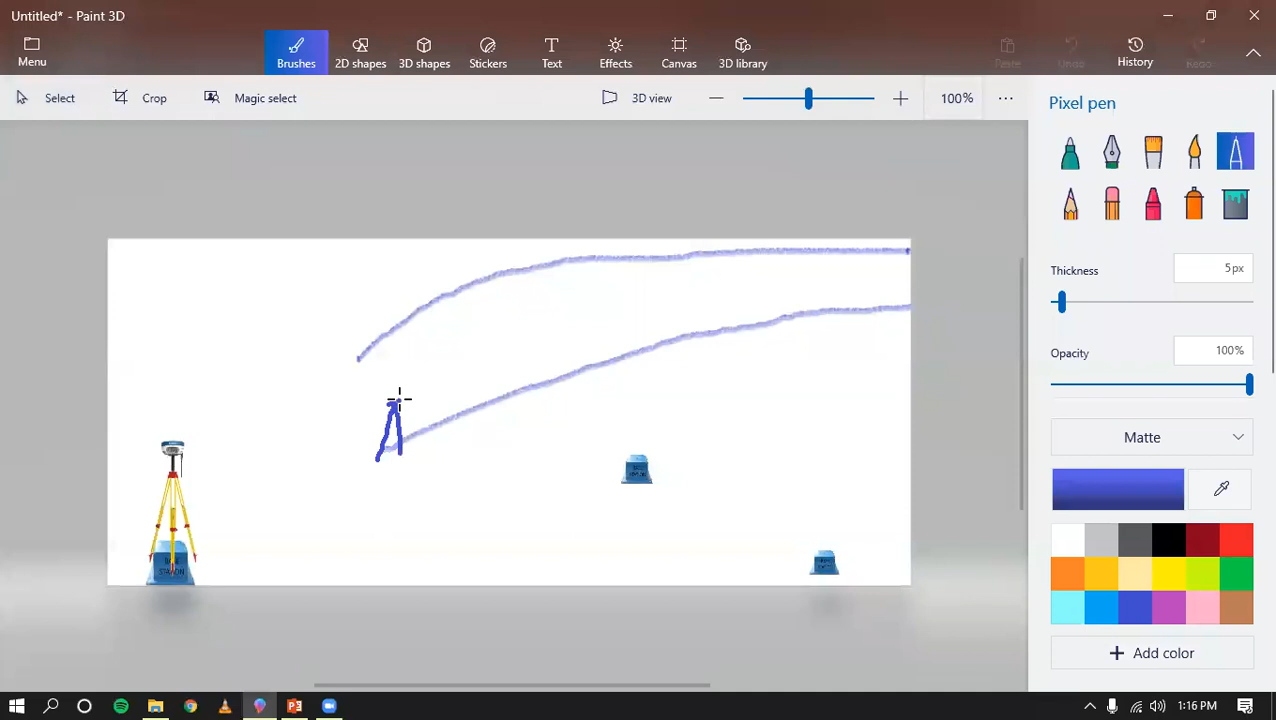 Untitled* - Paint 3D
Menu
Brushes
2D shapes
3D shapes
Stickers
Text
Effects
Canvas
3D library
Paste
Undo
History
Redo
Select
Crop
Magic select
3D view
100%
Pixel pen
Thickness
5px
Opacity
100%
Matte
Add color
1:16 PM